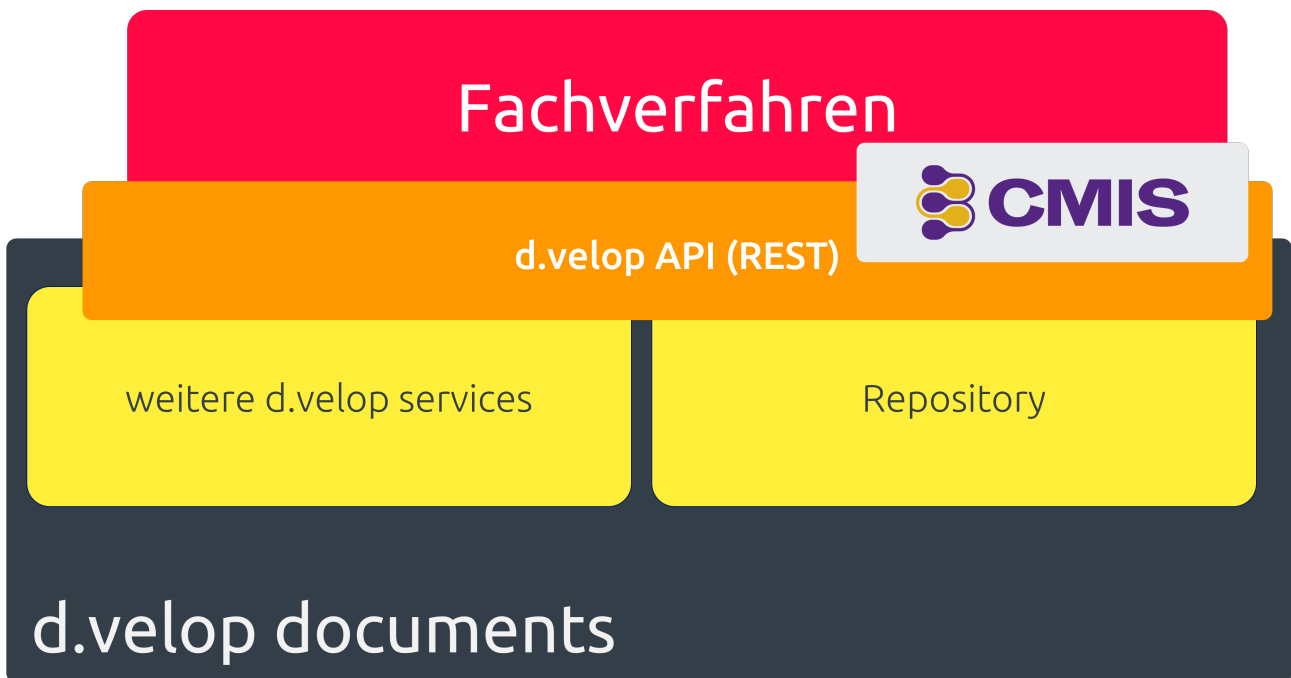 Fachverfahren
CMIS
d.velop API (REST)
weitere d.velop services
Repository
d.velop documents